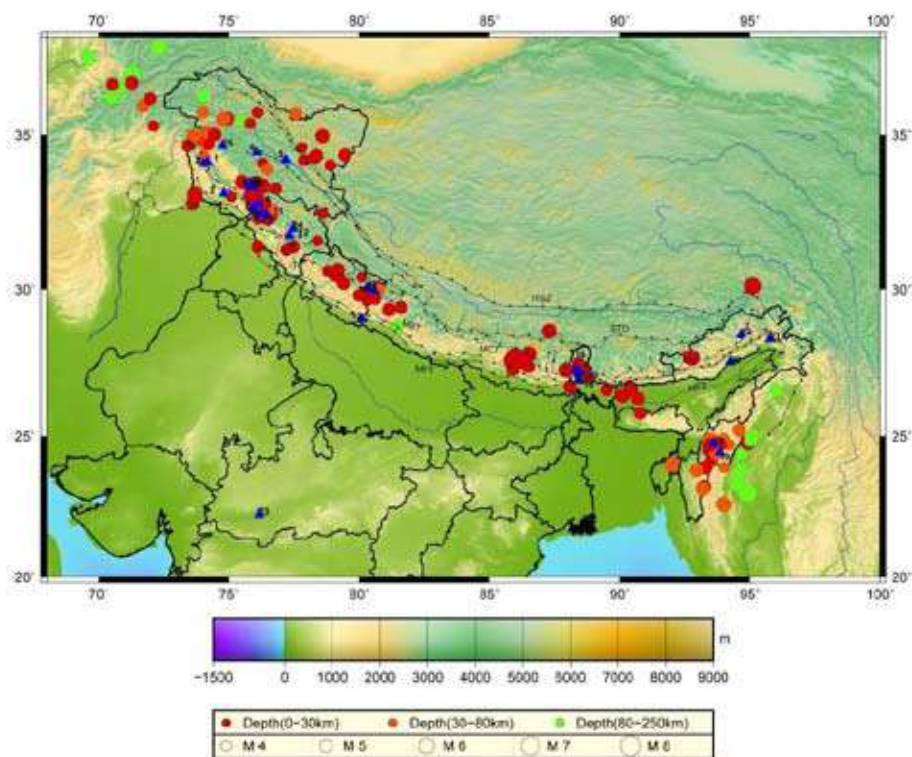 70˚ 75˚ 80˚ 85˚ 90˚ 95˚ 100˚
35˚ 35˚
30˚ 30˚
ITSZ
STD
25˚ 25˚
20˚ 20˚
70˚ 75˚ 80˚ 85˚ 90˚ 95˚ 100˚
m
−1500 0 1000 2000 3000 4000 5000 6000 7000 8000 9000
Depth(0−30km) Depth(30−80km) Depth(80−250km)
M 4 M 5 M 6 M 7 M 8